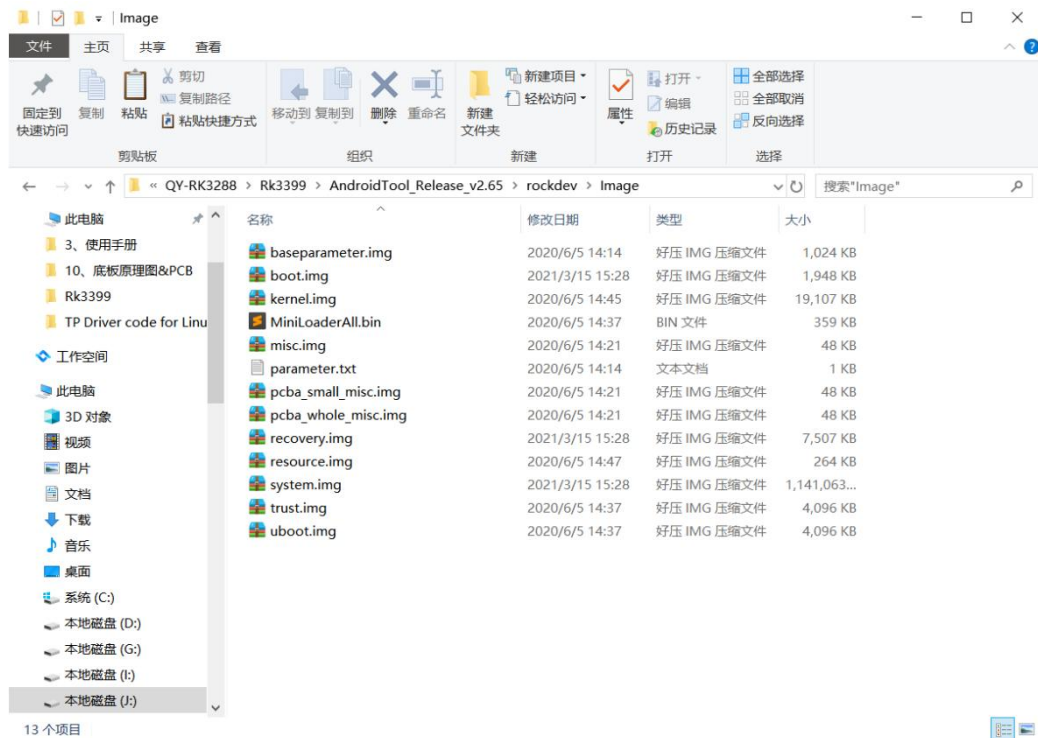 Image
文件 主页 共享 查看
固定到
快速访问
复制
粘贴
剪切
复制路径
粘贴快捷方式
剪贴板
移动到 复制到 删除 重命名
组织
新建
文件夹
新建项目
轻松访问
新建
属性
打开
编辑
历史记录
打开
全部选择
全部取消
反向选择
选择
« QY-RK3288 > Rk3399 > AndroidTool_Release_v2.65 > rockdev > Image
搜索"Image"
此电脑
3、使用手册
10、底板原理图&PCB
Rk3399
TP Driver code for Linu
工作空间
此电脑
3D 对象
视频
图片
文档
下载
音乐
桌面
系统 (C:)
本地磁盘 (D:)
本地磁盘 (G:)
本地磁盘 (I:)
本地磁盘 (J:)
名称 修改日期 类型 大小
baseparameter.img 2020/6/5 14:14 好压 IMG 压缩文件 1,024 KB
boot.img 2021/3/15 15:28 好压 IMG 压缩文件 1,948 KB
kernel.img 2020/6/5 14:45 好压 IMG 压缩文件 19,107 KB
MiniLoaderAll.bin 2020/6/5 14:37 BIN 文件 359 KB
misc.img 2020/6/5 14:21 好压 IMG 压缩文件 48 KB
parameter.txt 2020/6/5 14:14 文本文档 1 KB
pcba_small_misc.img 2020/6/5 14:21 好压 IMG 压缩文件 48 KB
pcba_whole_misc.img 2020/6/5 14:21 好压 IMG 压缩文件 48 KB
recovery.img 2021/3/15 15:28 好压 IMG 压缩文件 7,507 KB
resource.img 2020/6/5 14:47 好压 IMG 压缩文件 264 KB
system.img 2021/3/15 15:28 好压 IMG 压缩文件 1,141,063...
trust.img 2020/6/5 14:37 好压 IMG 压缩文件 4,096 KB
uboot.img 2020/6/5 14:37 好压 IMG 压缩文件 4,096 KB
13 个项目